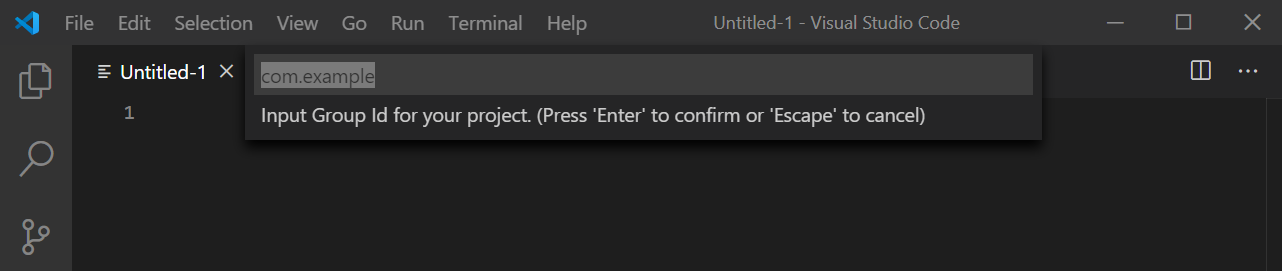 File Edit Selection View Go Run Terminal Help Untitled-1 - Visual Studio Code
Untitled-1
com.example
1
Input Group Id for your project. (Press 'Enter' to confirm or 'Escape' to cancel)